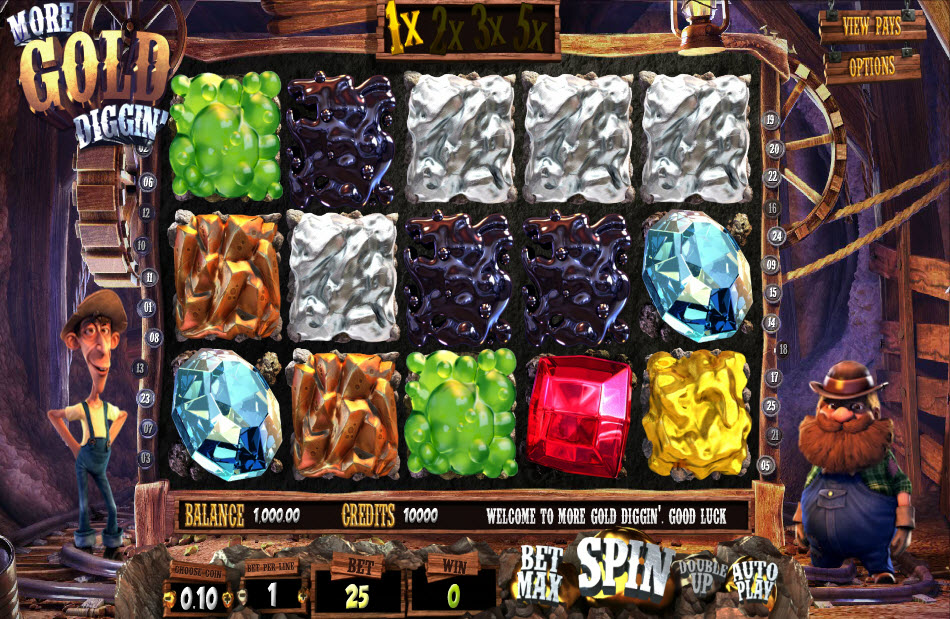 MORE
GOLD
DIGGIN'
1X 2X 3X 5X
VIEW PAYS
OPTIONS
02
06
12
10
11
01
08
13
23
07
03
19
20
22
16
24
09
15
14
18
17
25
21
05
BALANCE 1,000.00 CREDITS 10000 WELCOME TO MORE GOLD DIGGIN'. GOOD LUCK
CHOOSE COIN
0.10
BET PER LINE
1
BET
25
WIN
0
BET
MAX
SPIN
DOUBLE
UP
AUTO
PLAY